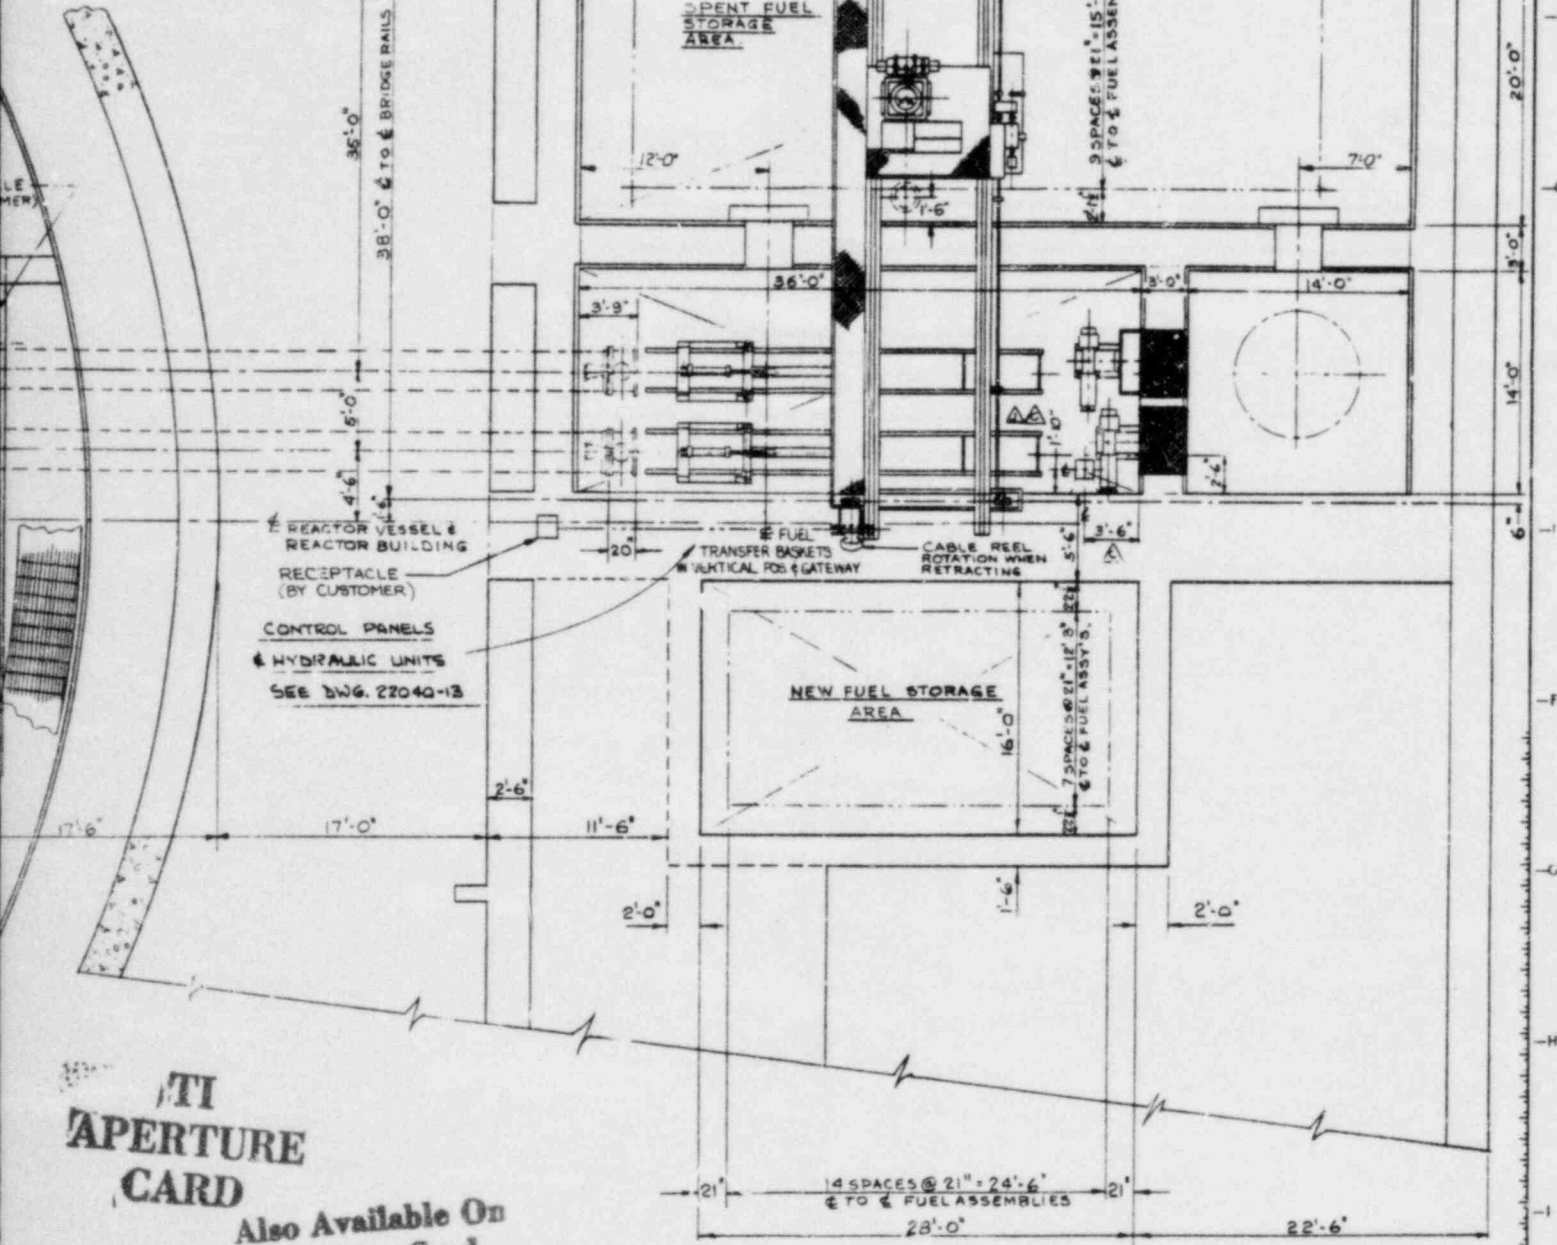 SPENT FUEL
STORAGE
AREA
35'-0"
38'-0" ℄ TO ℄ BRIDGE RAILS
9 SPACES @ 21" = 15'-
℄ TO ℄ FUEL ASSEM
20'-0"
12'-0"
7'-0"
1'-6"
3'-0"
36'-0"
3'-0"
14'-0"
3'-9"
14'-0"
5'-0"
1'-10"
4'-6"
1'-6"
2'-6"
6"
℄ REACTOR VESSEL &
REACTOR BUILDING
RECEPTACLE
(BY CUSTOMER)
20"
℄ FUEL
TRANSFER BASKETS
IN VERTICAL POS & GATEWAY
CABLE REEL
ROTATION WHEN
RETRACTING
5'-6"
3'-6"
CONTROL PANELS
& HYDRAULIC UNITS
SEE DWG. 22040-13
NEW FUEL STORAGE
AREA
16'-0"
7 SPACES @ 21" = 12'-3"
℄ TO ℄ FUEL ASSY'S.
2'-6"
17'-6"
17'-0"
11'-6"
2'-0"
1'-6"
2'-0"
F
H
I
TI
APERTURE
CARD
Also Available On
21"
14 SPACES @ 21" = 24'-6"
℄ TO ℄ FUEL ASSEMBLIES
21"
28'-0"
22'-6"